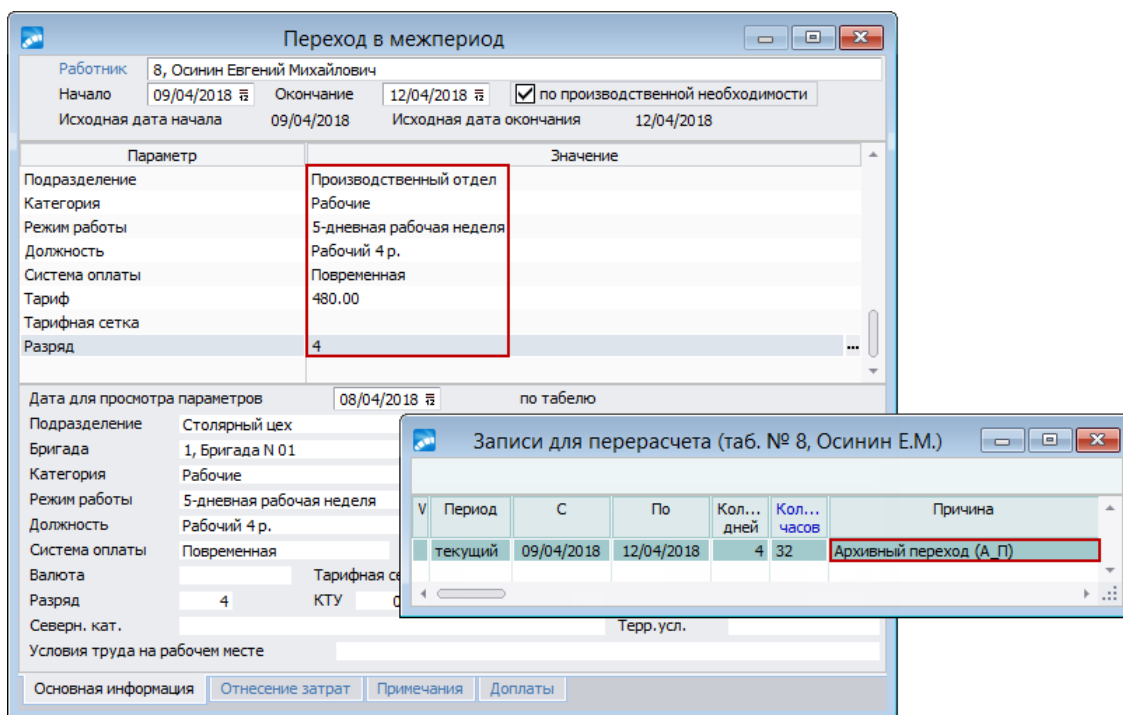 Переход в межпериод
Работник 8, Осинин Евгений Михайлович
Начало 09/04/2018 Окончание 12/04/2018 по производственной необходимости
Исходная дата начала 09/04/2018 Исходная дата окончания 12/04/2018
Параметр Значение
Подразделение Производственный отдел
Категория Рабочие
Режим работы 5-дневная рабочая неделя
Должность Рабочий 4 р.
Система оплаты Повременная
Тариф 480.00
Тарифная сетка
Разряд 4 ...
Дата для просмотра параметров 08/04/2018 по табелю
Подразделение Столярный цех
Бригада 1, Бригада N 01
Категория Рабочие
Режим работы 5-дневная рабочая неделя
Должность Рабочий 4 р.
Система оплаты Повременная
Валюта Тарифная се
Разряд 4 КТУ 0
Северн. кат. Терр.усл.
Условия труда на рабочем месте
Основная информация Отнесение затрат Примечания Доплаты
Записи для перерасчета (таб. № 8, Осинин Е.М.)
V Период С По Кол... дней Кол... часов Причина
текущий 09/04/2018 12/04/2018 4 32 Архивный переход (А_П)